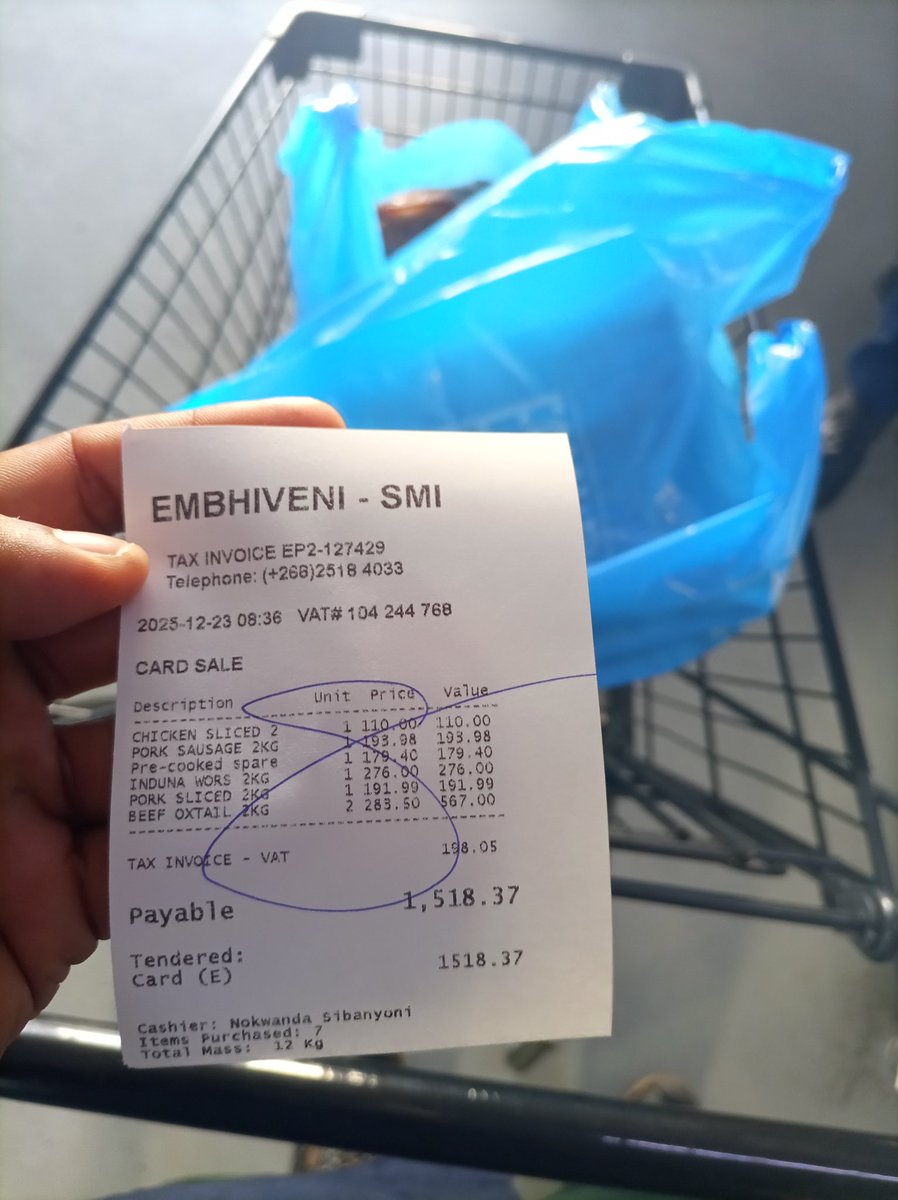 EMBHIVENI - SMI
TAX INVOICE EP2-127429
Telephone: (+268)2518 4033
2025-12-23 08:36 VAT# 104 244 768
CARD SALE
Description Unit Price Value
CHICKEN SLICED 2 1 110.00 110.00
PORK SAUSAGE 2KG 1 193.98 193.98
Pre-cooked spare 1 179.40 179.40
INDUNA WORS 2KG 1 276.00 276.00
PORK SLICED 2KG 1 191.99 191.99
BEEF OXTAIL 2KG 2 283.50 567.00
TAX INVOICE - VAT 198.05
Payable 1,518.37
Tendered:
Card (E) 1518.37
Cashier: Nokwanda Sibanyoni
Items Purchased: 7
Total Mass: 12 Kg